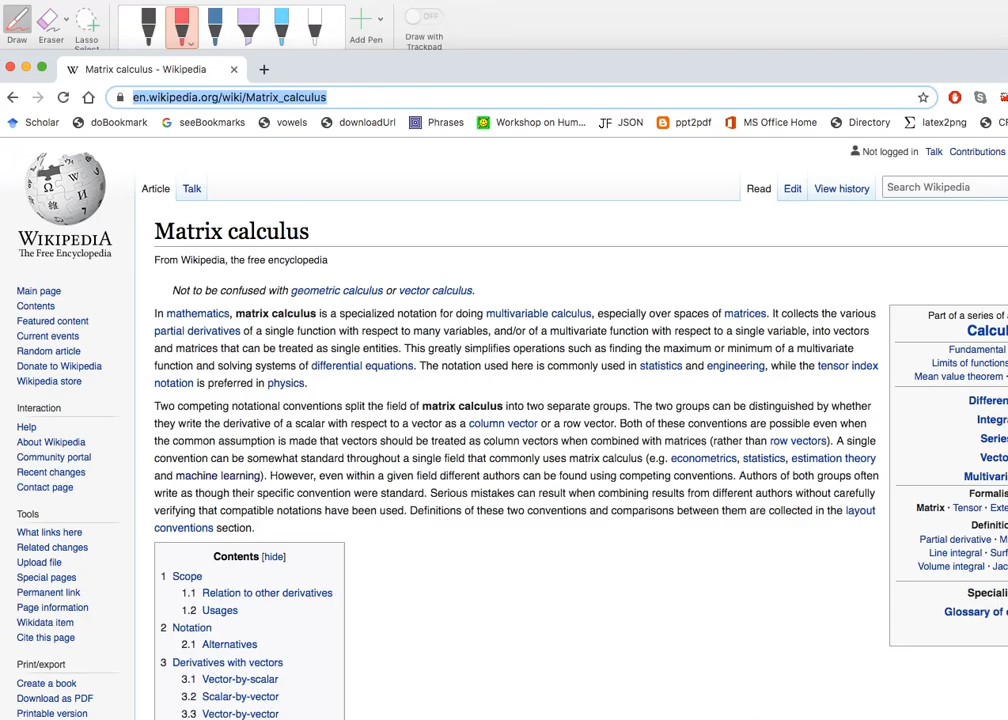 Draw
Eraser
Lasso
Select
Add Pen
OFF
Draw with
Trackpad
W Matrix calculus - Wikipedia × +
en.wikipedia.org/wiki/Matrix_calculus
Scholar doBookmark seeBookmarks vowels downloadUrl Phrases Workshop on Hum... JF JSON ppt2pdf MS Office Home Directory Σ latex2png
Not logged in Talk Contributions
Article Talk Read Edit View history Search Wikipedia
WIKIPEDIA
The Free Encyclopedia
Main page
Contents
Featured content
Current events
Random article
Donate to Wikipedia
Wikipedia store
Interaction
Help
About Wikipedia
Community portal
Recent changes
Contact page
Tools
What links here
Related changes
Upload file
Special pages
Permanent link
Page information
Wikidata item
Cite this page
Print/export
Create a book
Download as PDF
Printable version
Matrix calculus
From Wikipedia, the free encyclopedia
Not to be confused with geometric calculus or vector calculus.
In mathematics, matrix calculus is a specialized notation for doing multivariable calculus, especially over spaces of matrices. It collects the various
partial derivatives of a single function with respect to many variables, and/or of a multivariate function with respect to a single variable, into vectors
and matrices that can be treated as single entities. This greatly simplifies operations such as finding the maximum or minimum of a multivariate
function and solving systems of differential equations. The notation used here is commonly used in statistics and engineering, while the tensor index
notation is preferred in physics.
Two competing notational conventions split the field of matrix calculus into two separate groups. The two groups can be distinguished by whether
they write the derivative of a scalar with respect to a vector as a column vector or a row vector. Both of these conventions are possible even when
the common assumption is made that vectors should be treated as column vectors when combined with matrices (rather than row vectors). A single
convention can be somewhat standard throughout a single field that commonly uses matrix calculus (e.g. econometrics, statistics, estimation theory
and machine learning). However, even within a given field different authors can be found using competing conventions. Authors of both groups often
write as though their specific convention were standard. Serious mistakes can result when combining results from different authors without carefully
verifying that compatible notations have been used. Definitions of these two conventions and comparisons between them are collected in the layout
conventions section.
Contents [hide]
1 Scope
1.1 Relation to other derivatives
1.2 Usages
2 Notation
2.1 Alternatives
3 Derivatives with vectors
3.1 Vector-by-scalar
3.2 Scalar-by-vector
3.3 Vector-by-vector
Part of a series of a
Calcul
Fundamental
Limits of functions
Mean value theorem ·
Differen
Integra
Series
Vecto
Multivari
Formalis
Matrix · Tensor · Exte
Definitio
Partial derivative · M
Line integral · Surf
Volume integral · Jac
Speciali
Glossary of c